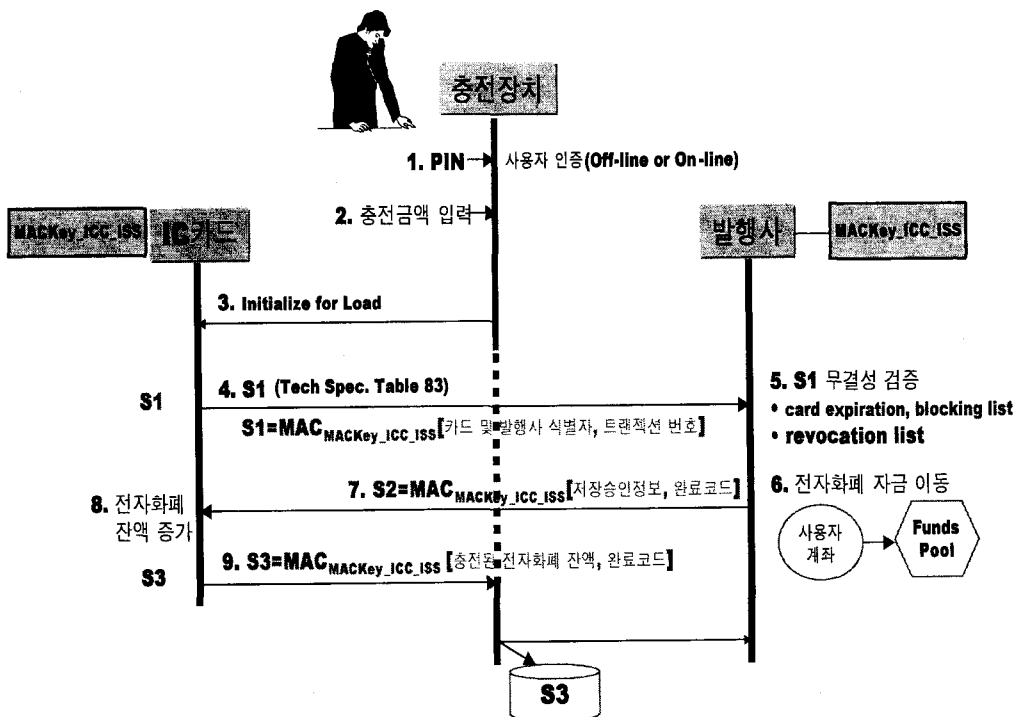 충전장치
1. PIN
사용자 인증(Off-line or On-line)
2. 충전금액 입력
MACKey_ICC_ISS
IC카드
발행사
MACKey_ICC_ISS
3. Initialize for Load
S1
4. S1 (Tech Spec. Table 83)
S1=MAC_MACKey_ICC_ISS[카드 및 발행사 식별자, 트랜잭션 번호]
5. S1 무결성 검증
• card expiration, blocking list
• revocation list
7. S2=MAC_MACKey_ICC_ISS[저장승인정보, 완료코드]
6. 전자화폐 자금 이동
8. 전자화폐
잔액 증가
사용자
계좌
Funds
Pool
9. S3=MAC_MACKey_ICC_ISS [충전된 전자화폐 잔액, 완료코드]
S3
S3